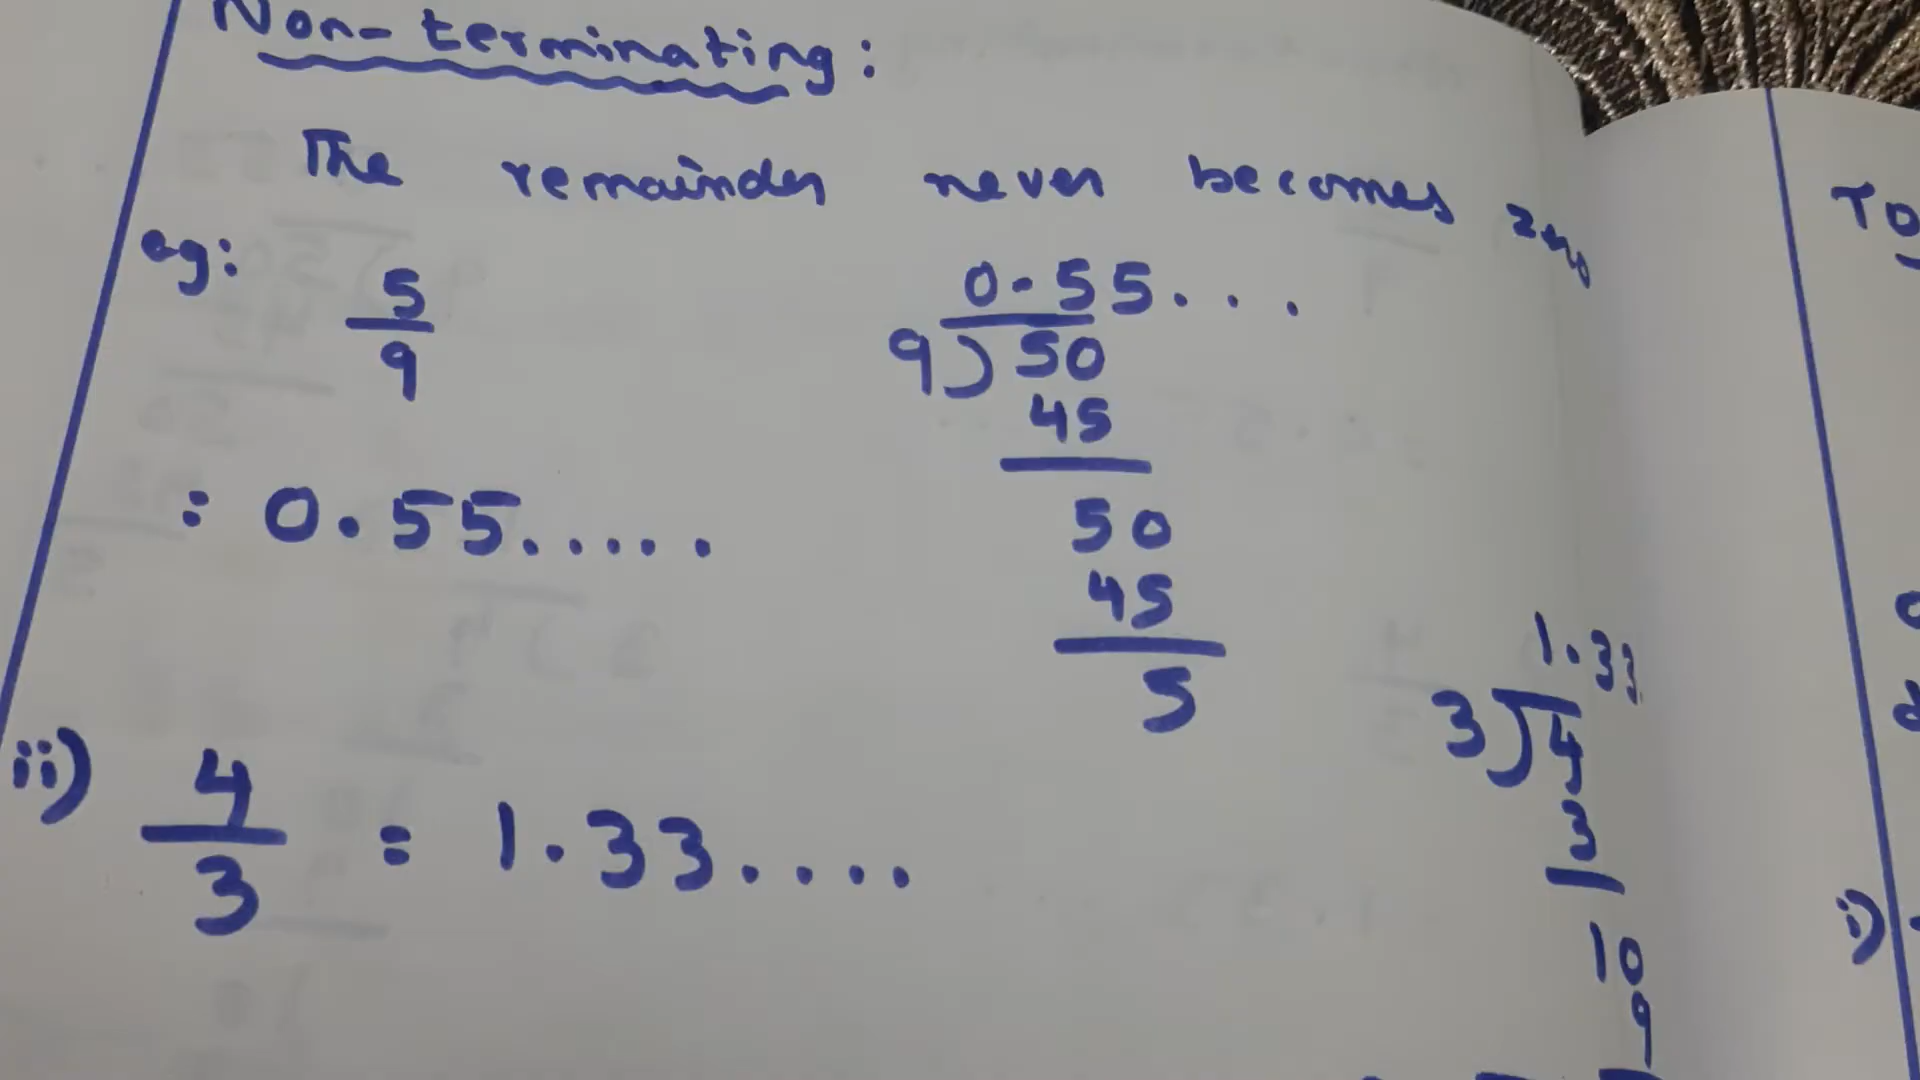 Non-terminating:
The remainder never becomes zero
eg:
5
9
0.55...
9)50
45
50
45
5
= 0.55.....
ii) 4
3
= 1.33....
1.33
3)4
3
10
9
TO
i)